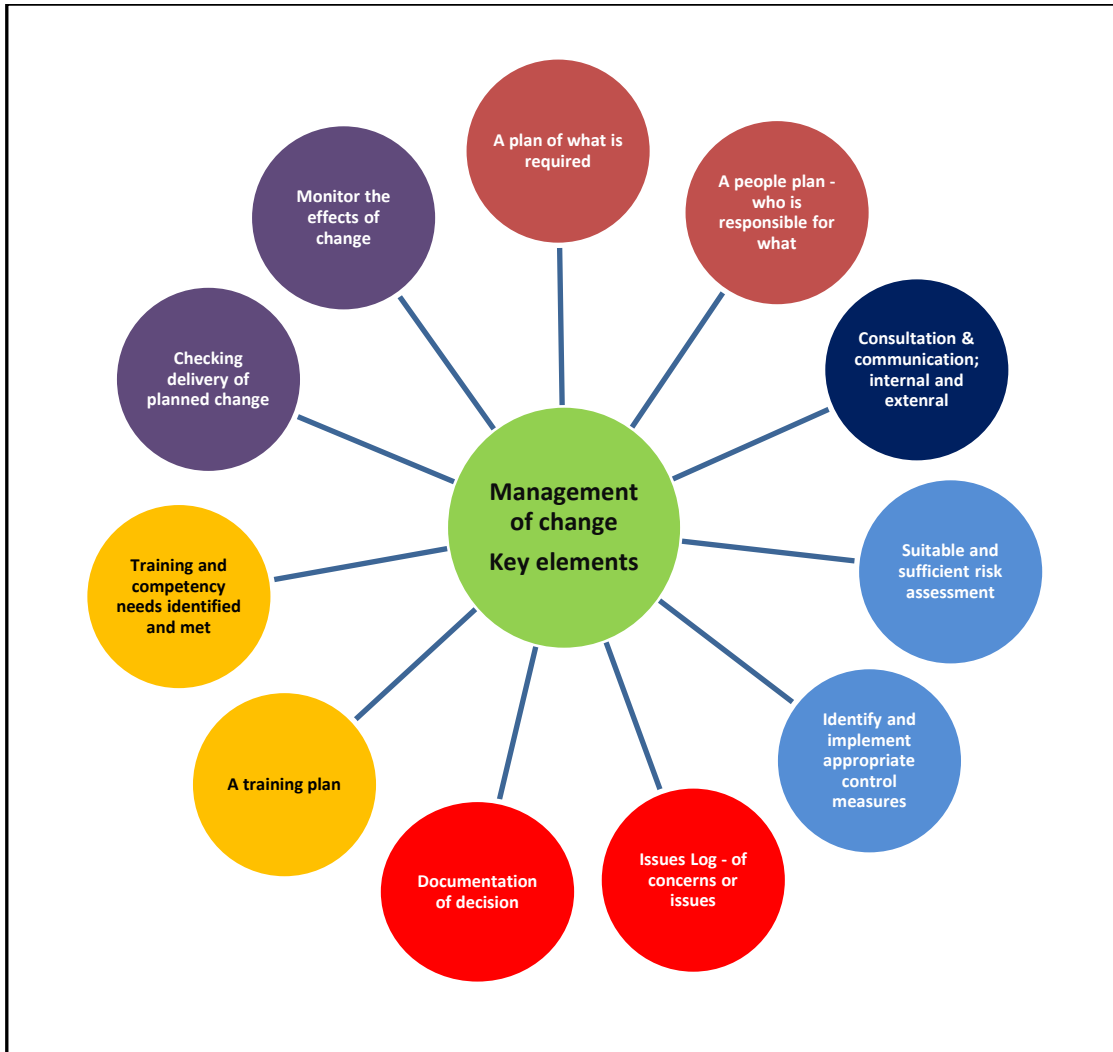 A plan of what is
required
A people plan -
who is
responsible for
what
Consultation &
communication;
internal and
extenral
Suitable and
sufficient risk
assessment
Identify and
implement
appropriate
control
measures
Issues Log - of
concerns or
issues
Documentation
of decision
A training plan
Training and
competency
needs identified
and met
Checking
delivery of
planned change
Monitor the
effects of
change
Management
of change
Key elements